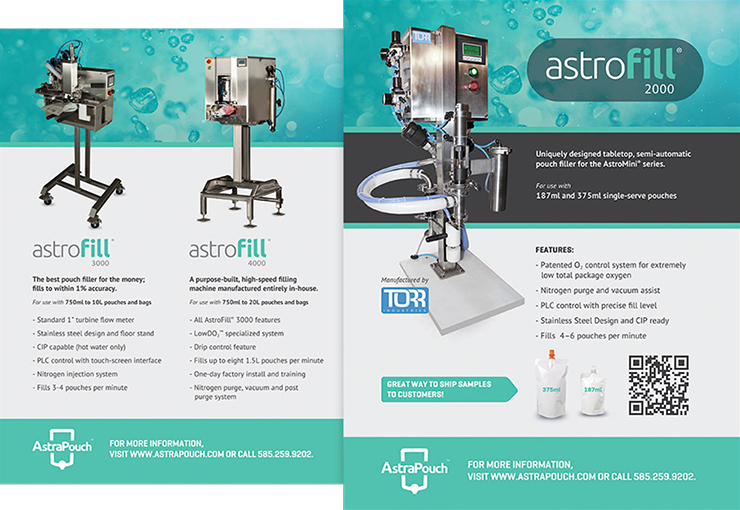 astrofill™
3000
The best pouch filler for the money;
fills to within 1% accuracy.
For use with 750ml to 10L pouches and bags
- Standard 1" turbine flow meter
- Stainless steel design and floor stand
- CIP capable (hot water only)
- PLC control with touch-screen interface
- Nitrogen injection system
- Fills 3-4 pouches per minute
astrofill™
4000
A purpose-built, high-speed filling
machine manufactured entirely in-house.
For use with 750ml to 20L pouches and bags
- All AstroFill® 3000 features
- LowDO₂™ specialized system
- Drip control feature
- Fills up to eight 1.5L pouches per minute
- One-day factory install and training
- Nitrogen purge, vacuum and post
purge system
AstraPouch™
FOR MORE INFORMATION,
VISIT WWW.ASTRAPOUCH.COM OR CALL 585.259.9202.
TORR
INDUSTRIES
astrofill®
2000
Uniquely designed tabletop, semi-automatic
pouch filler for the AstroMini® series.
For use with
187ml and 375ml single-serve pouches
Manufactured by
TORR
INDUSTRIES
FEATURES:
- Patented O₂ control system for extremely
low total package oxygen
- Nitrogen purge and vacuum assist
- PLC control with precise fill level
- Stainless Steel Design and CIP ready
- Fills 4–6 pouches per minute
GREAT WAY TO SHIP SAMPLES
TO CUSTOMERS!
375ml
187ml
AstraPouch™
FOR MORE INFORMATION,
VISIT WWW.ASTRAPOUCH.COM OR CALL 585.259.9202.